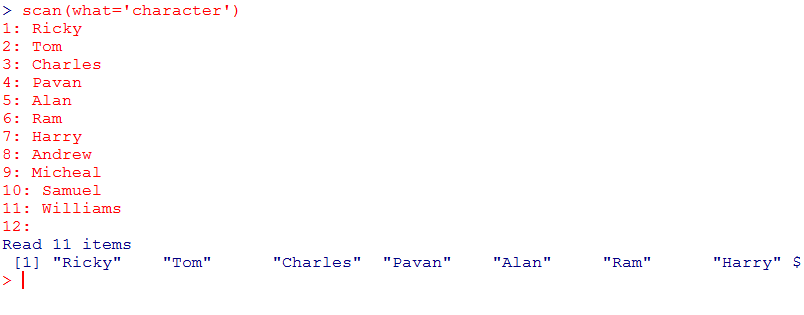 > scan(what='character')
1: Ricky
2: Tom
3: Charles
4: Pavan
5: Alan
6: Ram
7: Harry
8: Andrew
9: Micheal
10: Samuel
11: Williams
12:
Read 11 items
[1] "Ricky" "Tom" "Charles" "Pavan" "Alan" "Ram" "Harry" $
>